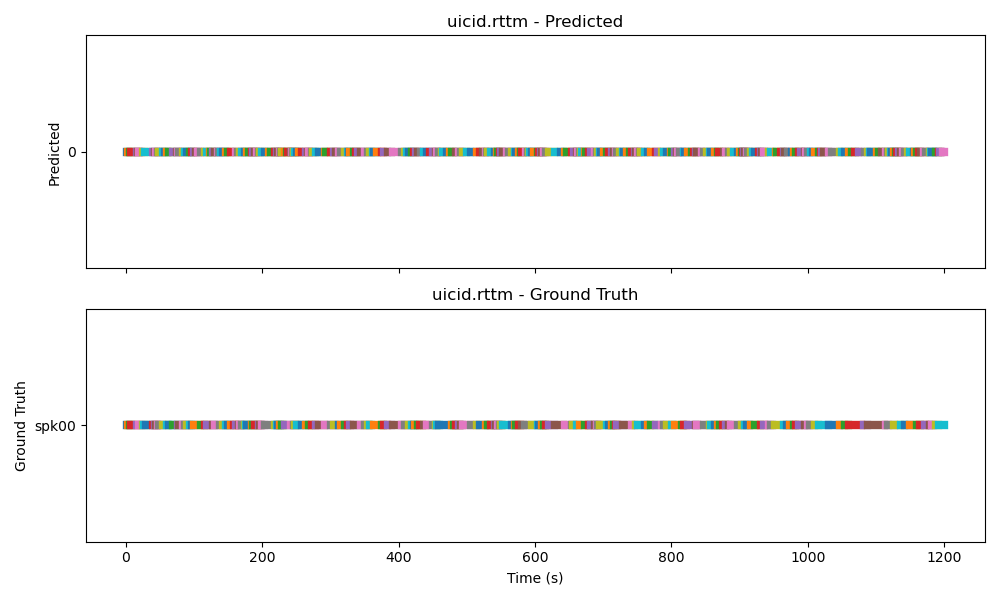 uicid.rttm - Predicted
Predicted
0
uicid.rttm - Ground Truth
Ground Truth
spk00
0 200 400 600 800 1000 1200
Time (s)